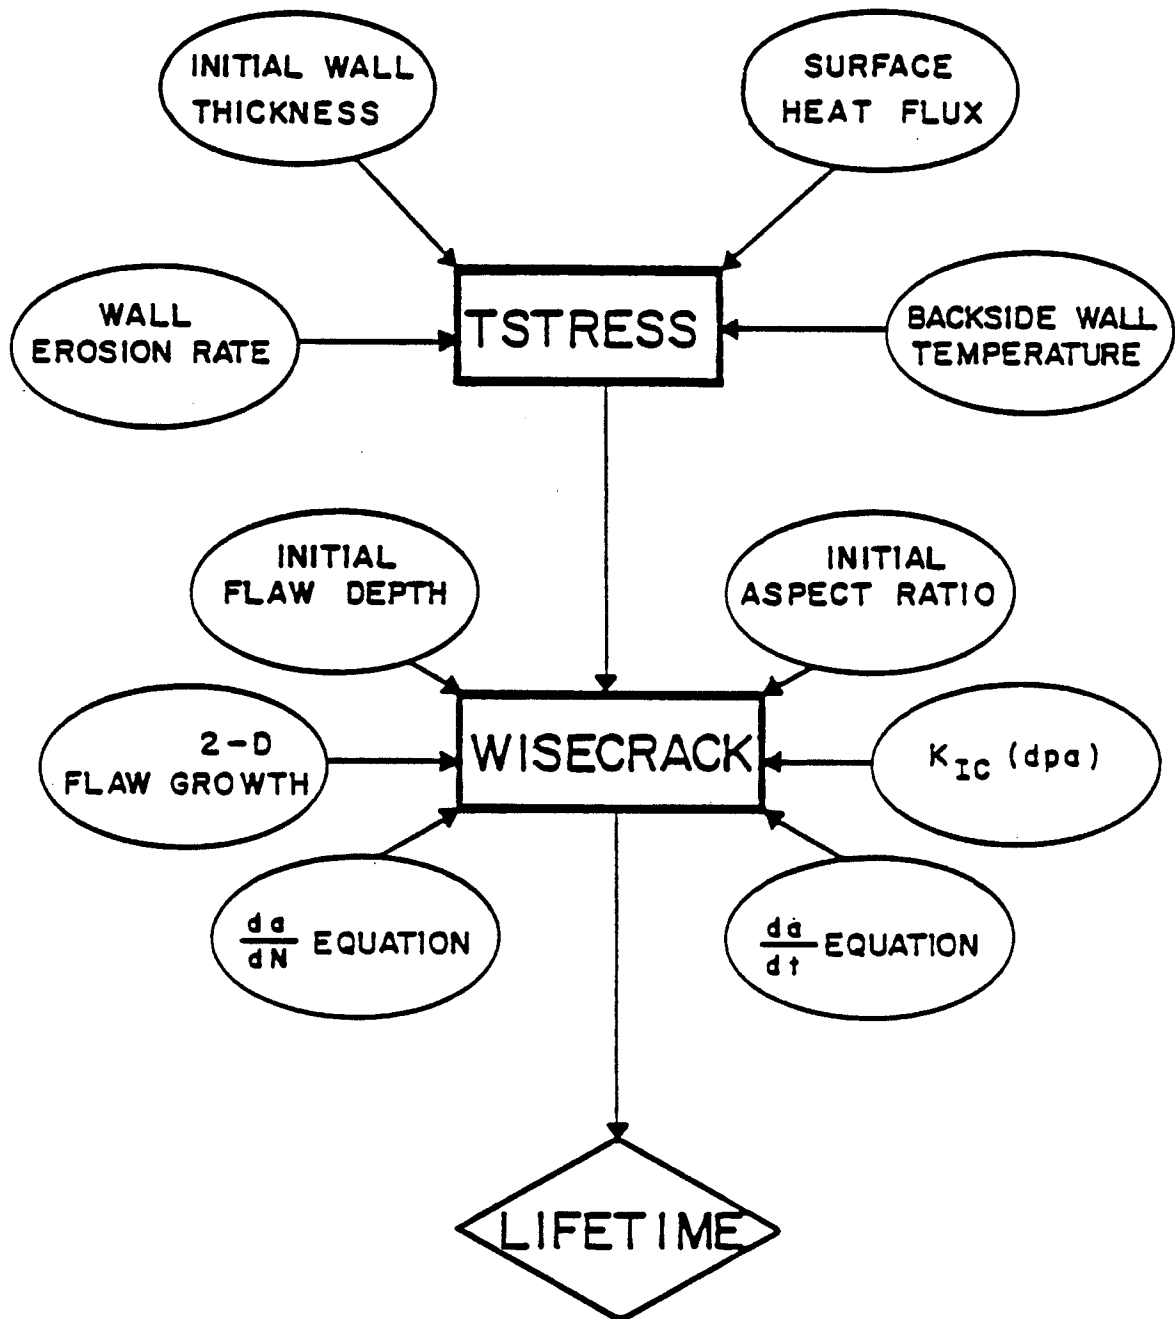 INITIAL WALL
THICKNESS
SURFACE
HEAT FLUX
WALL
EROSION RATE
TSTRESS
BACKSIDE WALL
TEMPERATURE
INITIAL
FLAW DEPTH
INITIAL
ASPECT RATIO
2-D
FLAW GROWTH
WISECRACK
K_IC (dpa)
da/dN EQUATION
da/dt EQUATION
LIFETIME